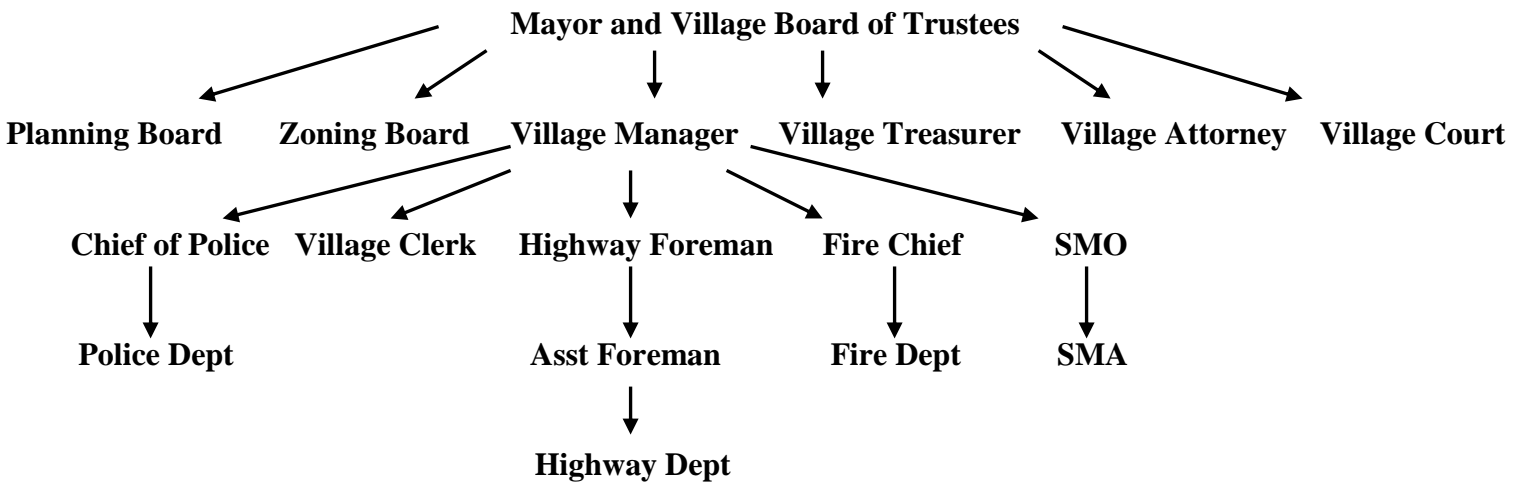 Mayor and Village Board of Trustees
Planning Board Zoning Board Village Manager Village Treasurer Village Attorney Village Court
Chief of Police Village Clerk Highway Foreman Fire Chief SMO
Police Dept Asst Foreman Fire Dept SMA
Highway Dept